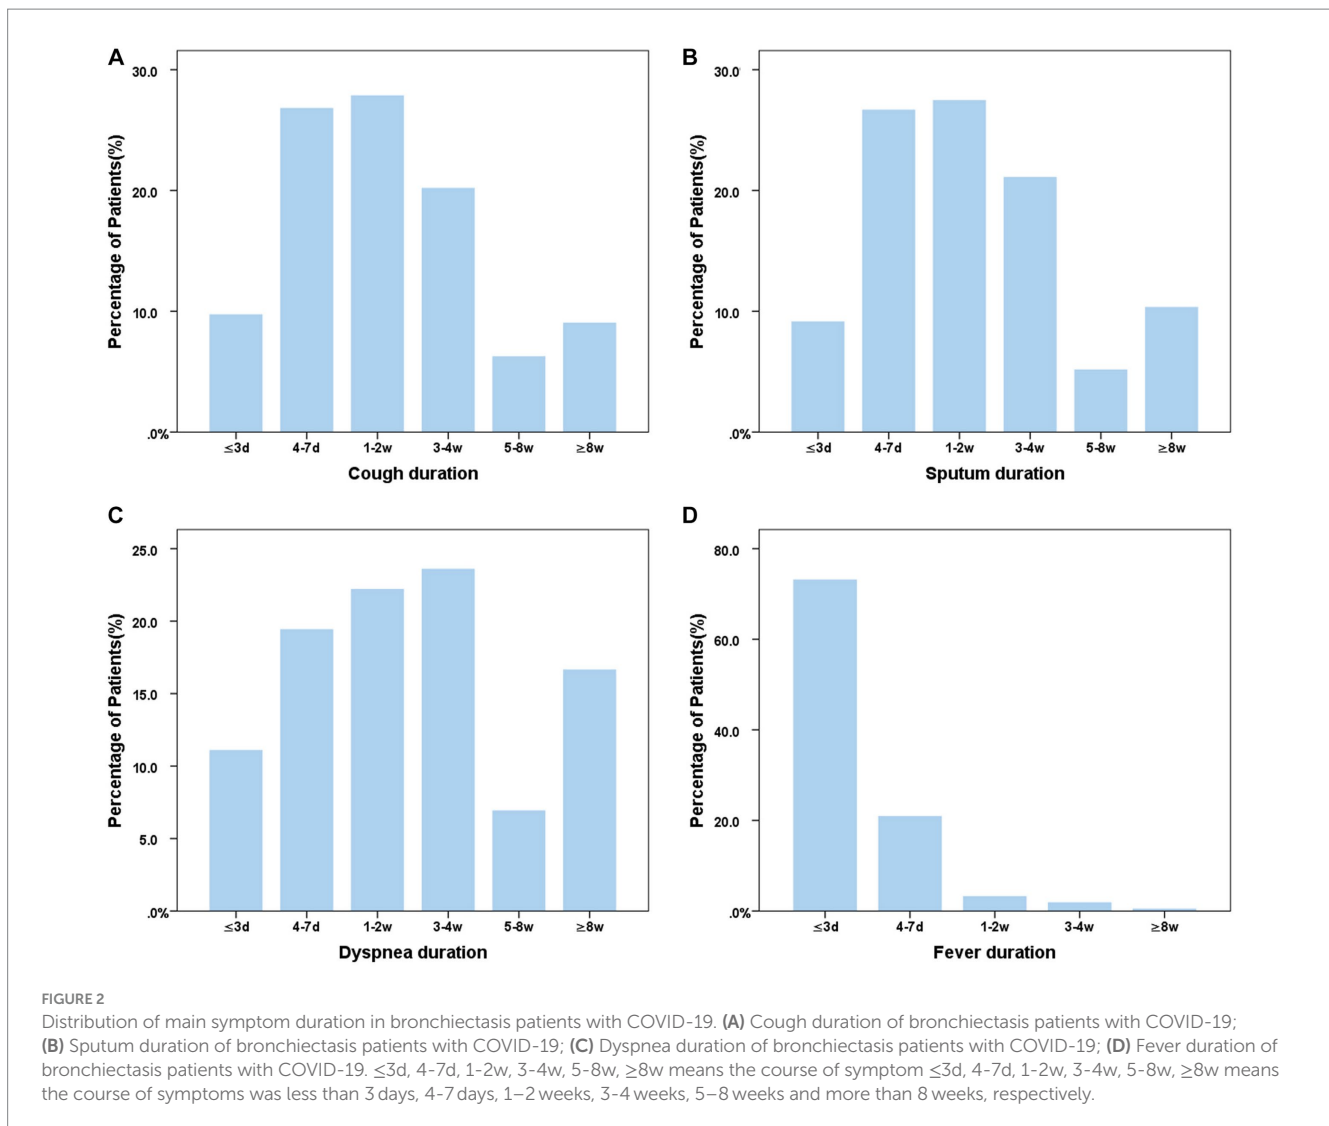 A
Percentage of Patients(%)
30.0
20.0
10.0
.0%
≤3d 4-7d 1-2w 3-4w 5-8w ≥8w
Cough duration
B
Percentage of Patients(%)
30.0
20.0
10.0
.0%
≤3d 4-7d 1-2w 3-4w 5-8w ≥8w
Sputum duration
C
Percentage of Patients(%)
25.0
20.0
15.0
10.0
5.0
.0%
≤3d 4-7d 1-2w 3-4w 5-8w ≥8w
Dyspnea duration
D
Percentage of Patients(%)
80.0
60.0
40.0
20.0
.0%
≤3d 4-7d 1-2w 3-4w ≥8w
Fever duration
FIGURE 2
Distribution of main symptom duration in bronchiectasis patients with COVID-19. (A) Cough duration of bronchiectasis patients with COVID-19;
(B) Sputum duration of bronchiectasis patients with COVID-19; (C) Dyspnea duration of bronchiectasis patients with COVID-19; (D) Fever duration of
bronchiectasis patients with COVID-19. ≤3d, 4-7d, 1-2w, 3-4w, 5-8w, ≥8w means the course of symptom ≤3d, 4-7d, 1-2w, 3-4w, 5-8w, ≥8w means
the course of symptoms was less than 3 days, 4-7 days, 1–2 weeks, 3-4 weeks, 5–8 weeks and more than 8 weeks, respectively.